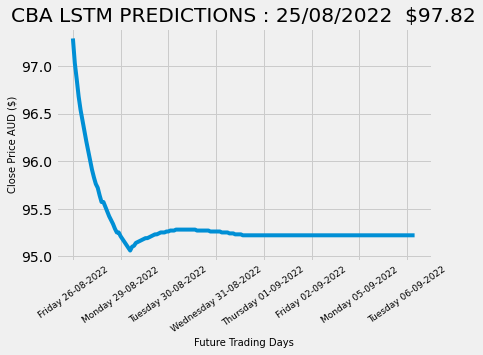 CBA LSTM PREDICTIONS : 25/08/2022  $97.82
Close Price AUD ($)
97.0
96.5
96.0
95.5
95.0
Friday 26-08-2022
Monday 29-08-2022
Tuesday 30-08-2022
Wednesday 31-08-2022
Thursday 01-09-2022
Friday 02-09-2022
Monday 05-09-2022
Tuesday 06-09-2022
Future Trading Days